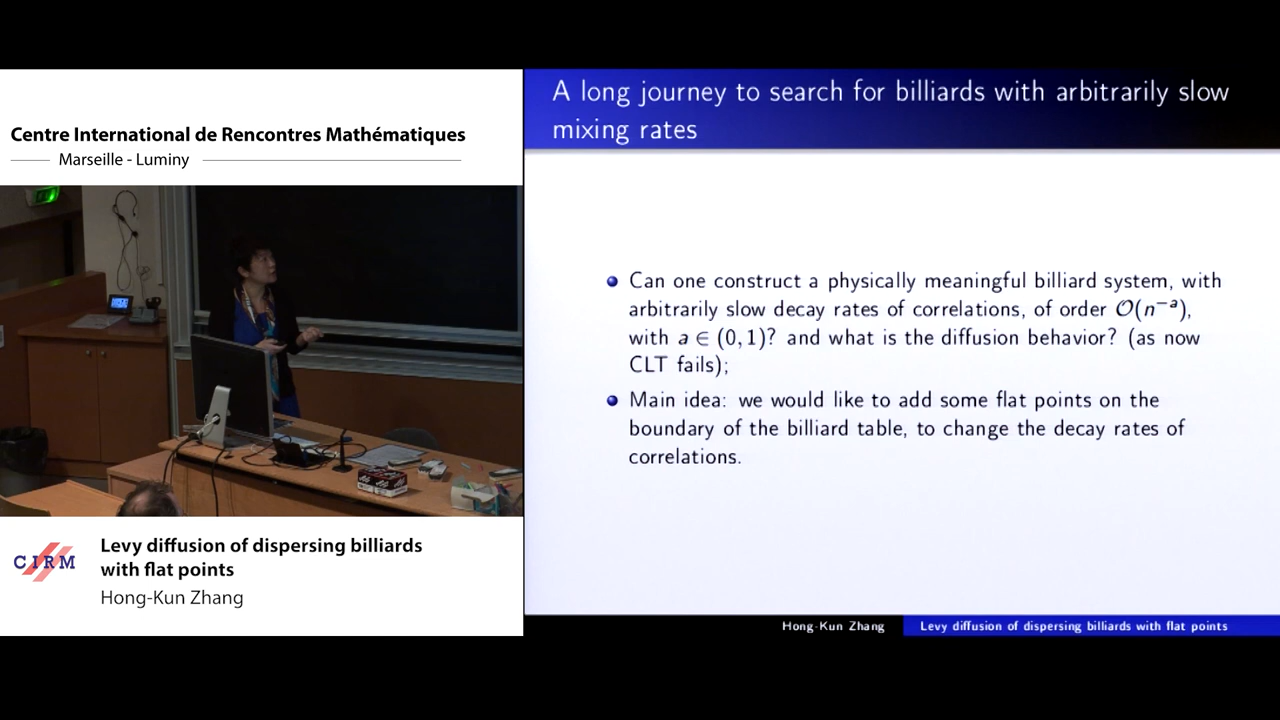 Centre International de Rencontres Mathématiques
Marseille - Luminy
CIRM
Levy diffusion of dispersing billiards
with flat points
Hong-Kun Zhang
A long journey to search for billiards with arbitrarily slow
mixing rates
Can one construct a physically meaningful billiard system, with
arbitrarily slow decay rates of correlations, of order 𝒪(n⁻ᵃ),
with a ∈ (0, 1)? and what is the diffusion behavior? (as now
CLT fails);
Main idea: we would like to add some flat points on the
boundary of the billiard table, to change the decay rates of
correlations.
Hong-Kun Zhang
Levy diffusion of dispersing billiards with flat points